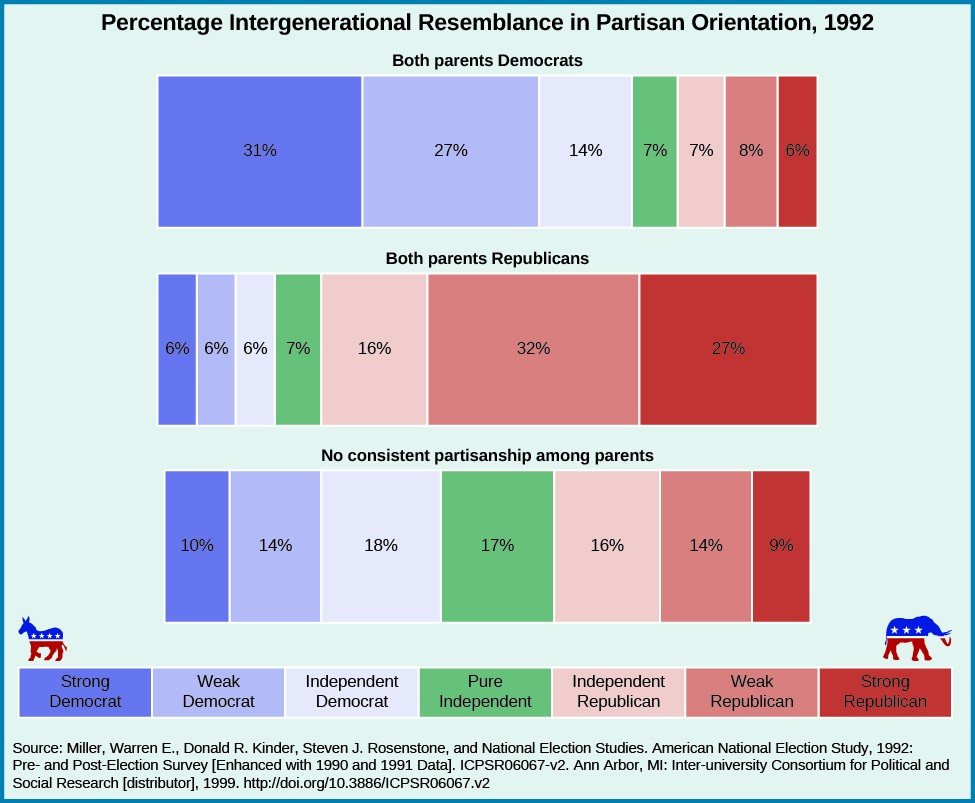 Percentage Intergenerational Resemblance in Partisan Orientation, 1992
Both parents Democrats
31% 27% 14% 7% 7% 8% 6%
Both parents Republicans
6% 6% 6% 7% 16% 32% 27%
No consistent partisanship among parents
10% 14% 18% 17% 16% 14% 9%
Strong Weak Independent Pure Independent Weak Strong
Democrat Democrat Democrat Independent Republican Republican Republican
Source: Miller, Warren E., Donald R. Kinder, Steven J. Rosenstone, and National Election Studies. American National Election Study, 1992:
Pre- and Post-Election Survey [Enhanced with 1990 and 1991 Data]. ICPSR06067-v2. Ann Arbor, MI: Inter-university Consortium for Political and
Social Research [distributor], 1999. http://doi.org/10.3886/ICPSR06067.v2